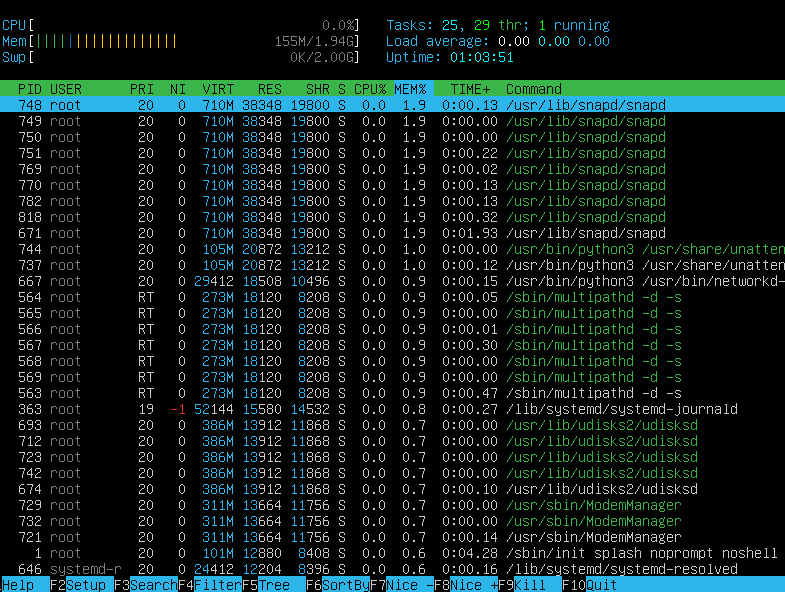 CPU[ 0.0%] Tasks: 25, 29 thr; 1 running
Mem[||||||||||||||||||| 155M/1.94G] Load average: 0.00 0.00 0.00
Swp[ 0K/2.00G] Uptime: 01:03:51
PID USER PRI NI VIRT RES SHR S CPU% MEM% TIME+ Command
748 root 20 0 710M 38348 19800 S 0.0 1.9 0:00.13 /usr/lib/snapd/snapd
749 root 20 0 710M 38348 19800 S 0.0 1.9 0:00.00 /usr/lib/snapd/snapd
750 root 20 0 710M 38348 19800 S 0.0 1.9 0:00.00 /usr/lib/snapd/snapd
751 root 20 0 710M 38348 19800 S 0.0 1.9 0:00.22 /usr/lib/snapd/snapd
769 root 20 0 710M 38348 19800 S 0.0 1.9 0:00.02 /usr/lib/snapd/snapd
770 root 20 0 710M 38348 19800 S 0.0 1.9 0:00.13 /usr/lib/snapd/snapd
782 root 20 0 710M 38348 19800 S 0.0 1.9 0:00.13 /usr/lib/snapd/snapd
818 root 20 0 710M 38348 19800 S 0.0 1.9 0:00.32 /usr/lib/snapd/snapd
671 root 20 0 710M 38348 19800 S 0.0 1.9 0:01.93 /usr/lib/snapd/snapd
744 root 20 0 105M 20872 13212 S 0.0 1.0 0:00.00 /usr/bin/python3 /usr/share/unatten
737 root 20 0 105M 20872 13212 S 0.0 1.0 0:00.12 /usr/bin/python3 /usr/share/unatten
667 root 20 0 29412 18508 10496 S 0.0 0.9 0:00.15 /usr/bin/python3 /usr/bin/networkd-
564 root RT 0 273M 18120 8208 S 0.0 0.9 0:00.05 /sbin/multipathd -d -s
565 root RT 0 273M 18120 8208 S 0.0 0.9 0:00.00 /sbin/multipathd -d -s
566 root RT 0 273M 18120 8208 S 0.0 0.9 0:00.01 /sbin/multipathd -d -s
567 root RT 0 273M 18120 8208 S 0.0 0.9 0:00.30 /sbin/multipathd -d -s
568 root RT 0 273M 18120 8208 S 0.0 0.9 0:00.00 /sbin/multipathd -d -s
569 root RT 0 273M 18120 8208 S 0.0 0.9 0:00.00 /sbin/multipathd -d -s
563 root RT 0 273M 18120 8208 S 0.0 0.9 0:00.47 /sbin/multipathd -d -s
363 root 19 -1 52144 15580 14532 S 0.0 0.8 0:00.27 /lib/systemd/systemd-journald
693 root 20 0 386M 13912 11868 S 0.0 0.7 0:00.00 /usr/lib/udisks2/udisksd
712 root 20 0 386M 13912 11868 S 0.0 0.7 0:00.00 /usr/lib/udisks2/udisksd
723 root 20 0 386M 13912 11868 S 0.0 0.7 0:00.00 /usr/lib/udisks2/udisksd
742 root 20 0 386M 13912 11868 S 0.0 0.7 0:00.00 /usr/lib/udisks2/udisksd
674 root 20 0 386M 13912 11868 S 0.0 0.7 0:00.10 /usr/lib/udisks2/udisksd
729 root 20 0 311M 13664 11756 S 0.0 0.7 0:00.00 /usr/sbin/ModemManager
732 root 20 0 311M 13664 11756 S 0.0 0.7 0:00.00 /usr/sbin/ModemManager
721 root 20 0 311M 13664 11756 S 0.0 0.7 0:00.14 /usr/sbin/ModemManager
1 root 20 0 101M 12880 8408 S 0.0 0.6 0:04.28 /sbin/init splash noprompt noshell
646 systemd-r 20 0 24412 12204 8396 S 0.0 0.6 0:00.16 /lib/systemd/systemd-resolved
Help F2Setup F3SearchF4FilterF5Tree F6SortByF7Nice -F8Nice +F9Kill F10Quit